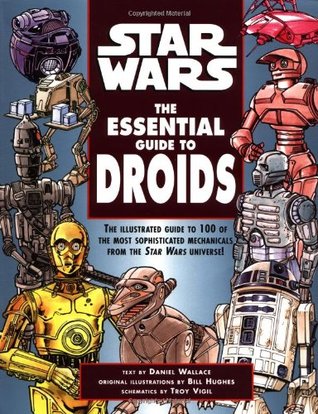 STAR
WARS
THE
ESSENTIAL
GUIDE TO
DROIDS
THE ILLUSTRATED GUIDE TO 100 OF
THE MOST SOPHISTICATED MECHANICALS
FROM THE STAR WARS UNIVERSE!
TEXT BY DANIEL WALLACE
ORIGINAL ILLUSTRATIONS BY BILL HUGHES
SCHEMATICS BY TROY VIGIL